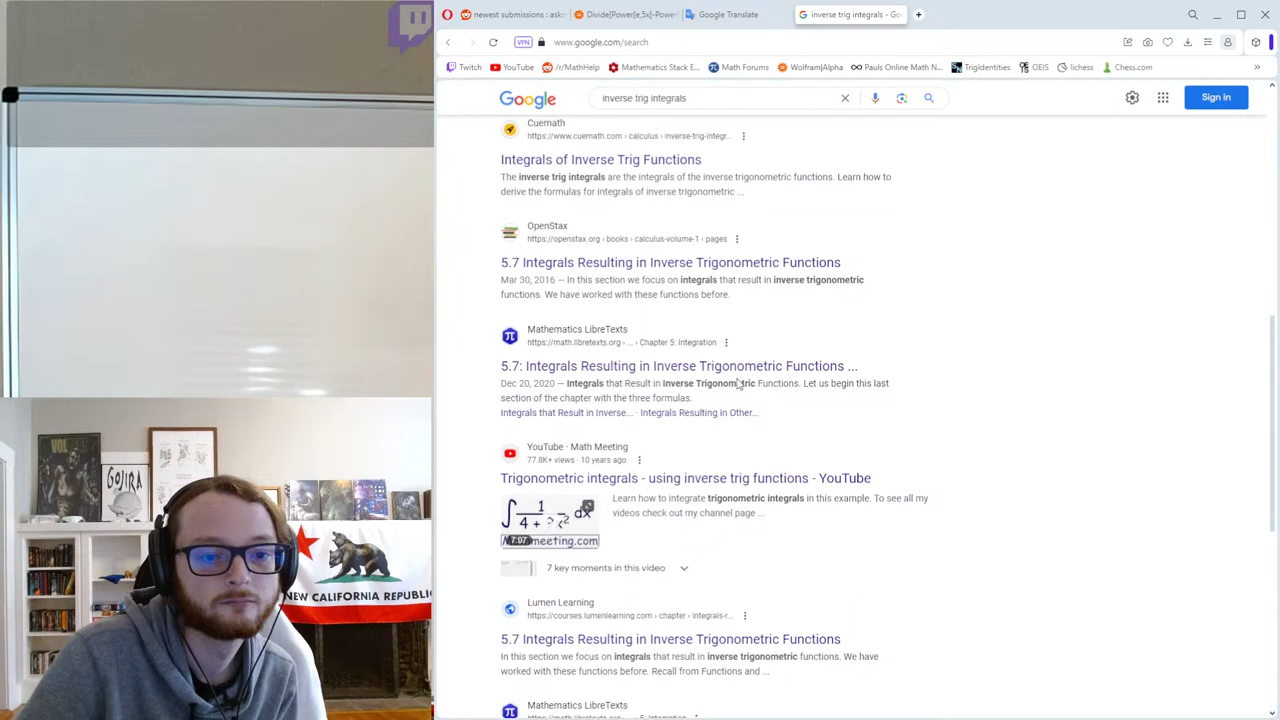 newest submissions : ask
Divide[Power[e,5x]-Power
Google Translate
inverse trig integrals - Go
VPN
www.google.com/search
Twitch
YouTube
/r/MathHelp
Mathematics Stack E...
Math Forums
Wolfram|Alpha
Pauls Online Math N...
TrigIdentities
OEIS
lichess
Chess.com
Google
inverse trig integrals
Sign in
Cuemath
https://www.cuemath.com › calculus › inverse-trig-integr...
Integrals of Inverse Trig Functions
The inverse trig integrals are the integrals of the inverse trigonometric functions. Learn how to
derive the formulas for integrals of inverse trigonometric ...
OpenStax
https://openstax.org › books › calculus-volume-1 › pages
5.7 Integrals Resulting in Inverse Trigonometric Functions
Mar 30, 2016 — In this section we focus on integrals that result in inverse trigonometric
functions. We have worked with these functions before.
Mathematics LibreTexts
https://math.libretexts.org › ... › Chapter 5: Integration
5.7: Integrals Resulting in Inverse Trigonometric Functions ...
Dec 20, 2020 — Integrals that Result in Inverse Trigonometric Functions. Let us begin this last
section of the chapter with the three formulas.
Integrals that Result in Inverse... · Integrals Resulting in Other...
YouTube · Math Meeting
77.8K+ views · 10 years ago
Trigonometric integrals - using inverse trig functions - YouTube
Learn how to integrate trigonometric integrals in this example. To see all my
videos check out my channel page ...
7:07
7 key moments in this video
Lumen Learning
https://courses.lumenlearning.com › chapter › integrals-r...
5.7 Integrals Resulting in Inverse Trigonometric Functions
In this section we focus on integrals that result in inverse trigonometric functions. We have
worked with these functions before. Recall from Functions and ...
Mathematics LibreTexts
VOLBEAT
GOJIRA
NEW CALIFORNIA REPUBLI